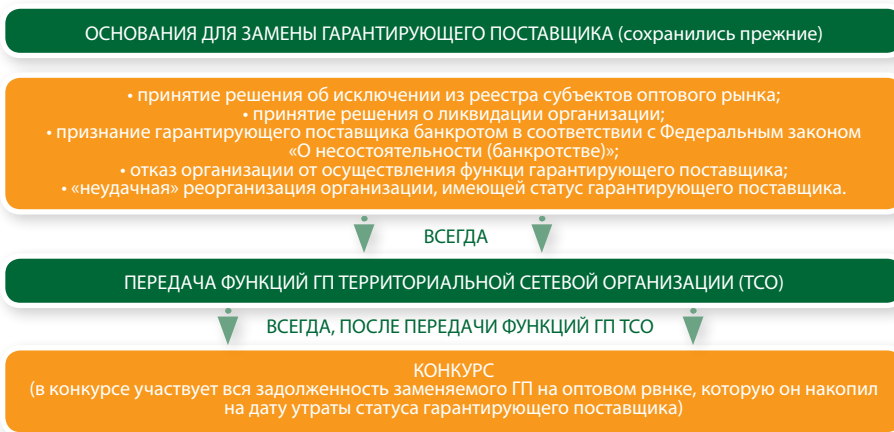 ОСНОВАНИЯ ДЛЯ ЗАМЕНЫ ГАРАНТИРУЮЩЕГО ПОСТАВЩИКА (сохранились прежние)
• принятие решения об исключении из реестра субъектов оптового рынка;
• принятие решения о ликвидации организации;
• признание гарантирующего поставщика банкротом в соответствии с Федеральным законом
«О несостоятельности (банкротстве)»;
• отказ организации от осуществления функци гарантирующего поставщика;
• «неудачная» реорганизация организации, имеющей статус гарантирующего поставщика.
ВСЕГДА
ПЕРЕДАЧА ФУНКЦИЙ ГП ТЕРРИТОРИАЛЬНОЙ СЕТЕВОЙ ОРГАНИЗАЦИИ (ТСО)
ВСЕГДА, ПОСЛЕ ПЕРЕДАЧИ ФУНКЦИЙ ГП ТСО
КОНКУРС
(в конкурсе участвует вся задолженность заменяемого ГП на оптовом рвнке, которую он накопил
на дату утраты статуса гарантирующего поставщика)